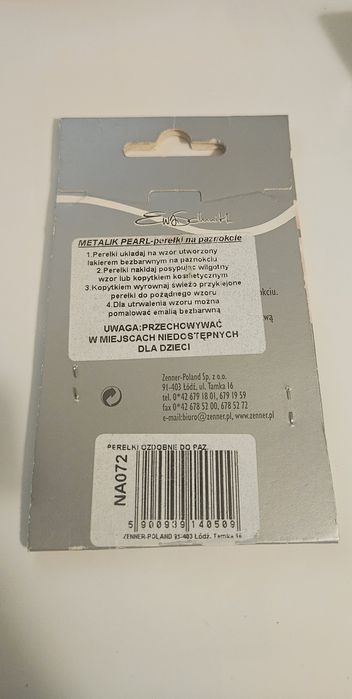 Ewa Schmitt
METALIK PEARL-perełki na paznokcie
1.Perełki układaj na wzór utworzony
lakierem bezbarwnym na paznokciu
2.Perełki nakłdaj posypując wilgotny
wzór lub kopytkiem kosmetycznym
3.Kopytkiem wyrównaj świeżo przyklejone
perełki do pożądnego wzoru
4.Dla utrwalenia wzoru można
pomalować emalią bezbarwną
UWAGA:PRZECHOWYWAĆ
W MIEJSCACH NIEDOSTĘPNYCH
DLA DZIECI
Zenner-Poland Sp. z o.o.
91-403 Łódź, ul. Tamka 16
tel. 0*42 679 18 01, 679 19 59
fax 0*42 678 52 00, 678 52 72
e-mail:biuro@zenner.pl, www.zenner.pl
PEREŁKI OZDOBNE DO PAZ.
NA072
5 900939 140509
ZENNER-POLAND 91-403 Łódź, Tamka 16